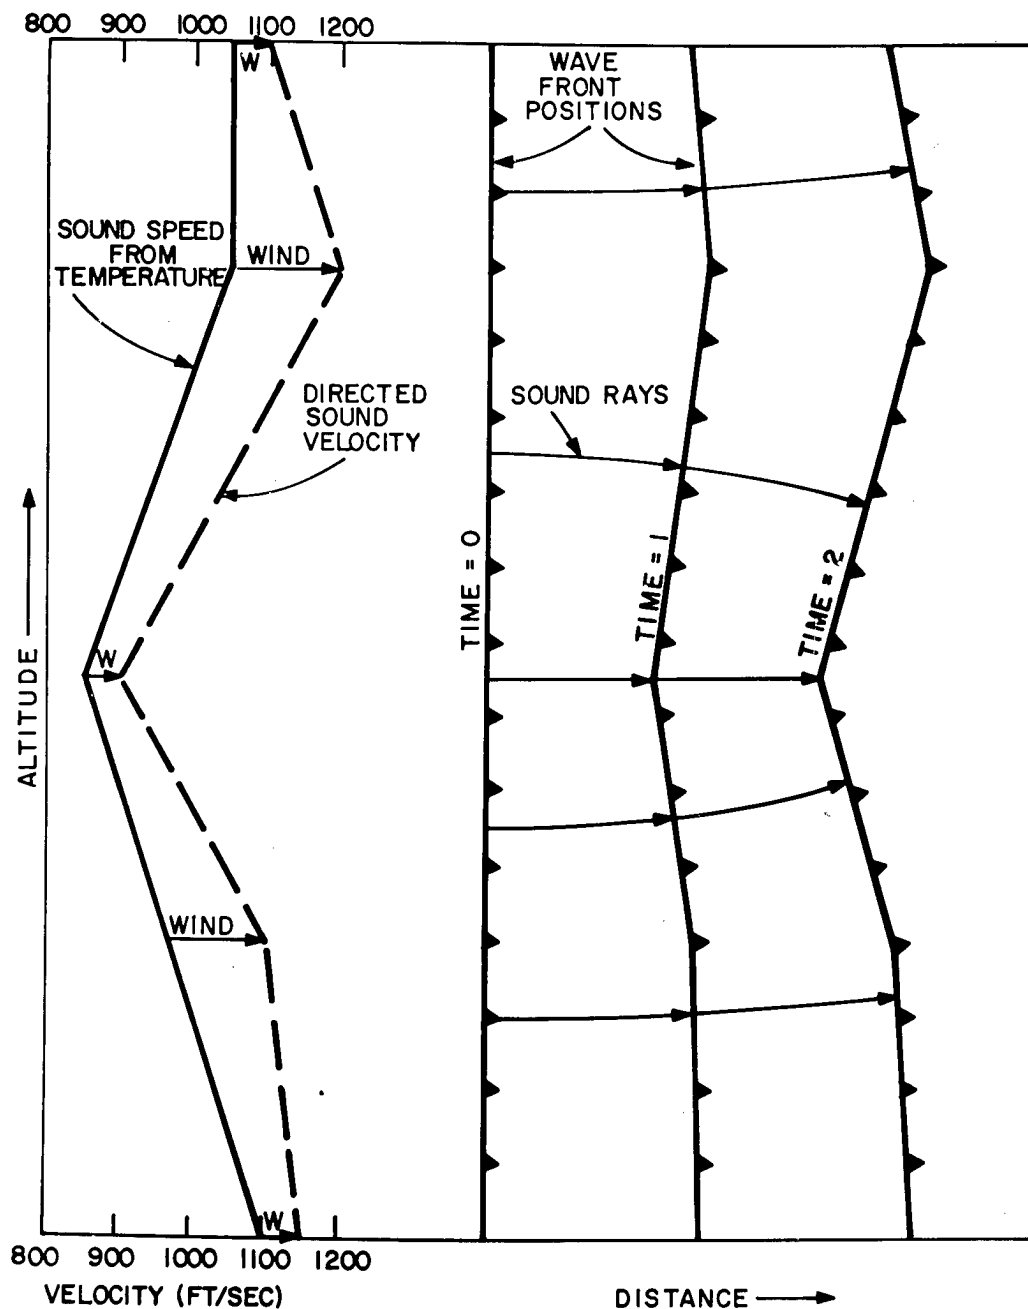 800 900 1000 1100 1200
W
WAVE
FRONT
POSITIONS
SOUND SPEED
FROM
TEMPERATURE
WIND
DIRECTED
SOUND
VELOCITY
SOUND RAYS
ALTITUDE
TIME = 0
TIME = 1
TIME = 2
W
WIND
W
800 900 1000 1100 1200
VELOCITY (FT/SEC)
DISTANCE